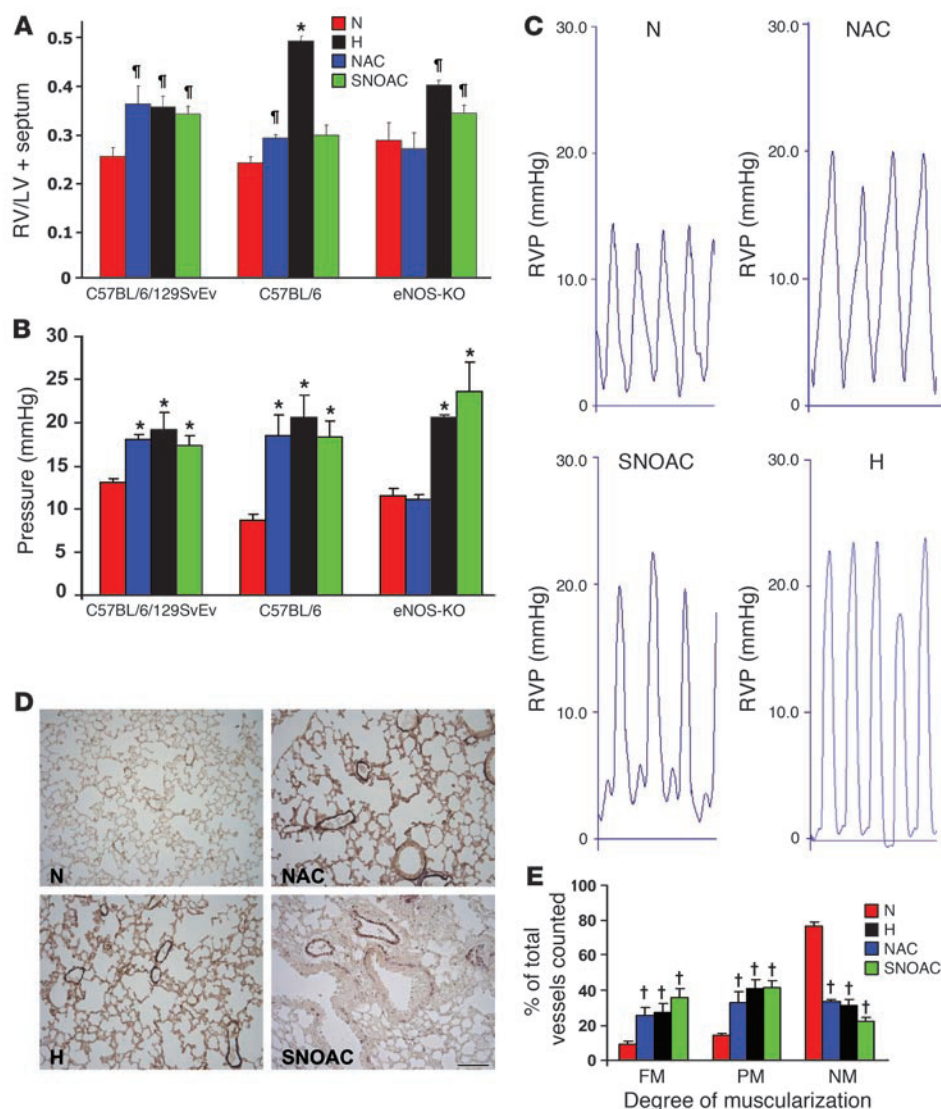 A
RV/LV + septum
0.5
0.4
0.3
0.2
0.1
0
N
H
NAC
SNOAC
¶ ¶ ¶
¶ * 
¶ ¶
C57BL/6/129SvEv C57BL/6 eNOS-KO
B
Pressure (mmHg)
30
25
20
15
10
5
0
* * *
* * *
* *
C57BL/6/129SvEv C57BL/6 eNOS-KO
C
N
RVP (mmHg)
30.0
20.0
10.0
0
NAC
RVP (mmHg)
30.0
20.0
10.0
0
SNOAC
RVP (mmHg)
30.0
20.0
10.0
0
H
RVP (mmHg)
30.0
20.0
10.0
0
D
N
NAC
H
SNOAC
E
% of total
vessels counted
100
80
60
40
20
0
N
H
NAC
SNOAC
† † †
† † †
† † †
FM PM NM
Degree of muscularization